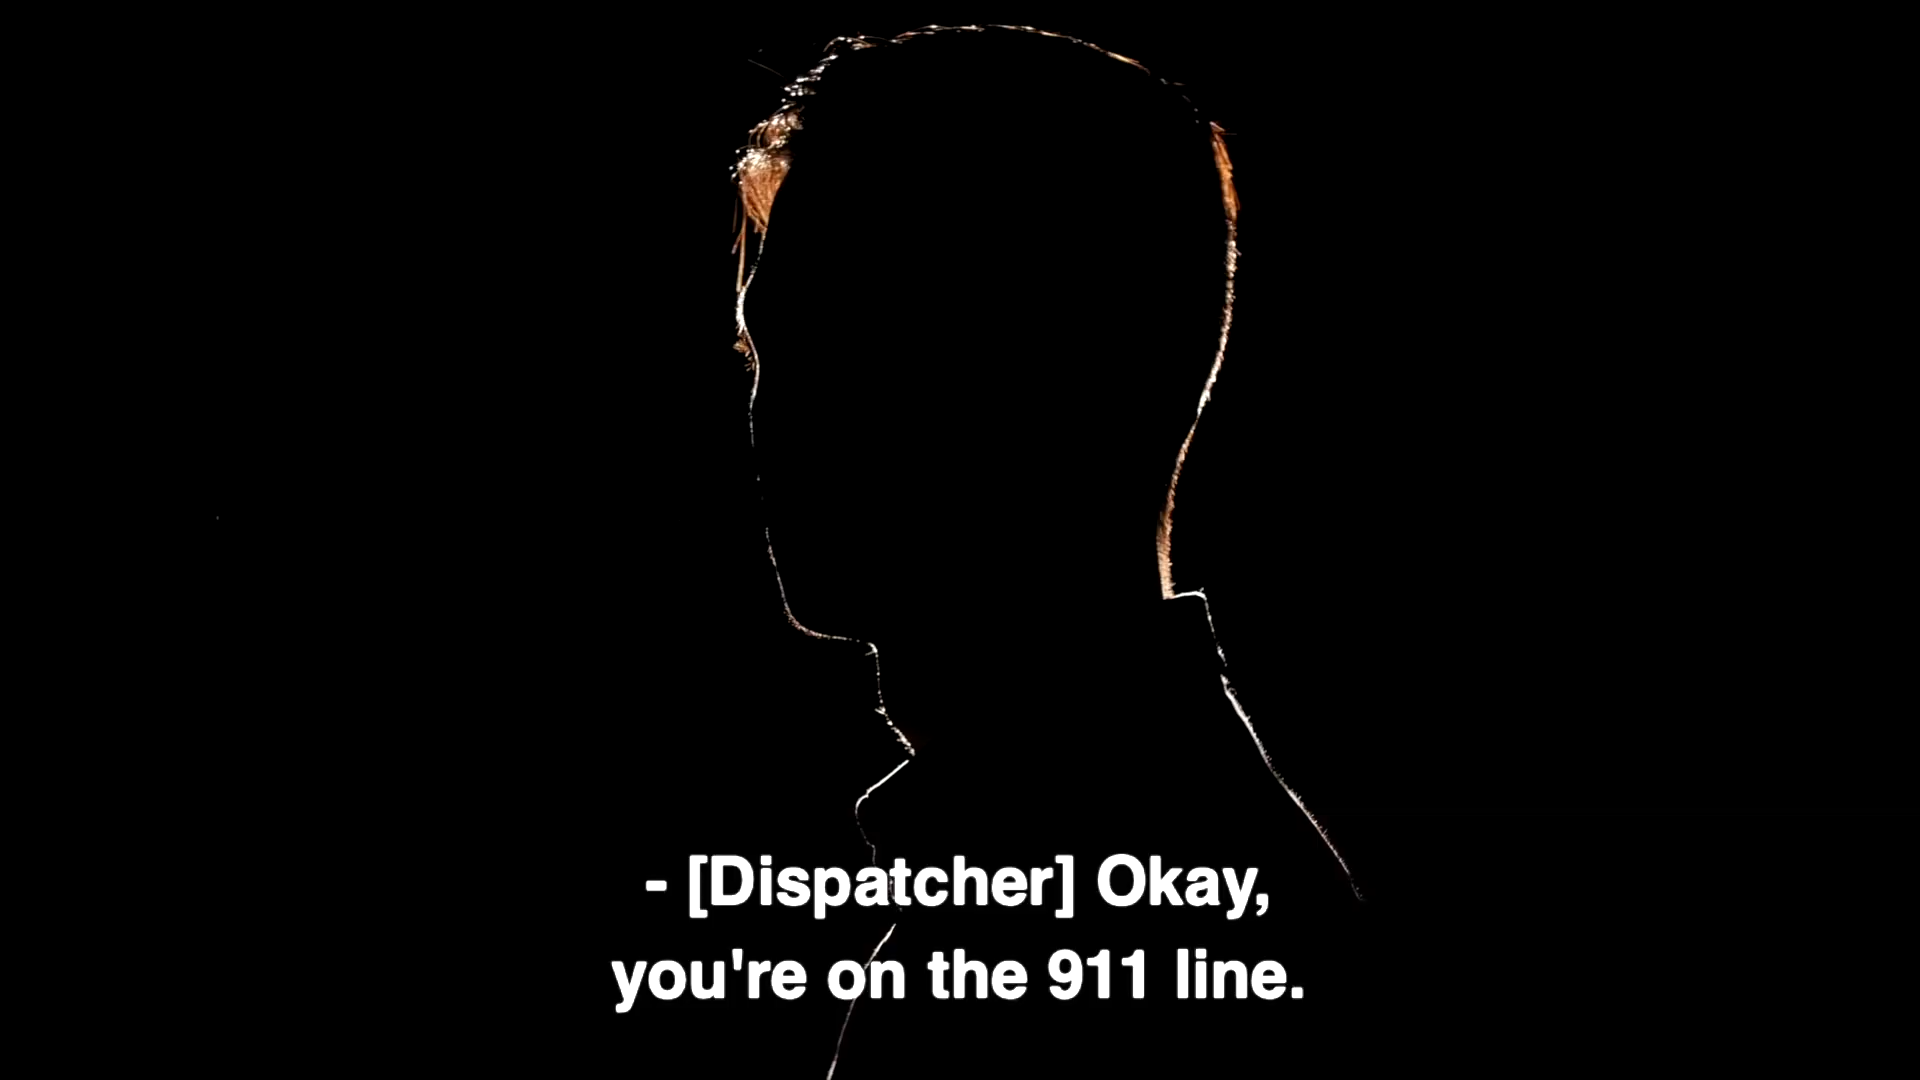 - [Dispatcher] Okay,
you're on the 911 line.